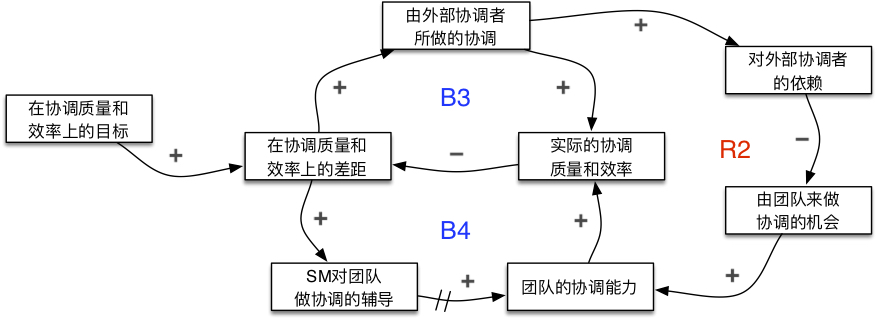 由外部协调者
所做的协调
+
对外部协调者
的依赖
+
B3
+
在协调质量和
效率上的目标
+
在协调质量和
效率上的差距
−
实际的协调
质量和效率
R2
−
由团队来做
协调的机会
+
B4
+
SM对团队
做协调的辅导
+
团队的协调能力
+